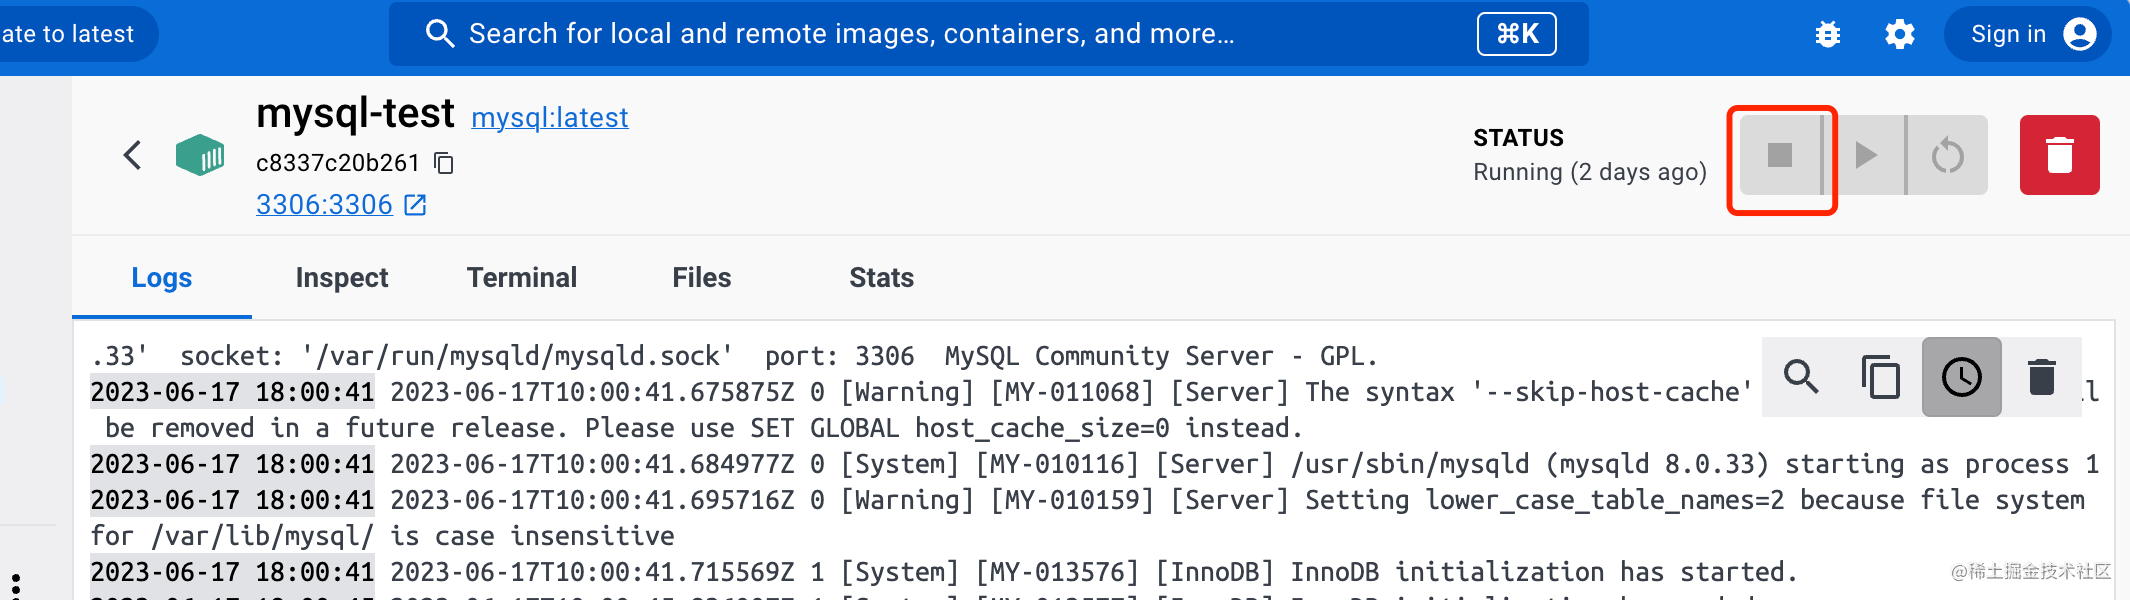 ate to latest
Search for local and remote images, containers, and more...
⌘K
Sign in
mysql-test mysql:latest
c8337c20b261
3306:3306
STATUS
Running (2 days ago)
Logs Inspect Terminal Files Stats
.33'  socket: '/var/run/mysqld/mysqld.sock'  port: 3306  MySQL Community Server - GPL.
2023-06-17 18:00:41 2023-06-17T10:00:41.675875Z 0 [Warning] [MY-011068] [Server] The syntax '--skip-host-cache'
be removed in a future release. Please use SET GLOBAL host_cache_size=0 instead.
2023-06-17 18:00:41 2023-06-17T10:00:41.684977Z 0 [System] [MY-010116] [Server] /usr/sbin/mysqld (mysqld 8.0.33) starting as process 1
2023-06-17 18:00:41 2023-06-17T10:00:41.695716Z 0 [Warning] [MY-010159] [Server] Setting lower_case_table_names=2 because file system
for /var/lib/mysql/ is case insensitive
2023-06-17 18:00:41 2023-06-17T10:00:41.715569Z 1 [System] [MY-013576] [InnoDB] InnoDB initialization has started.
@稀土掘金技术社区